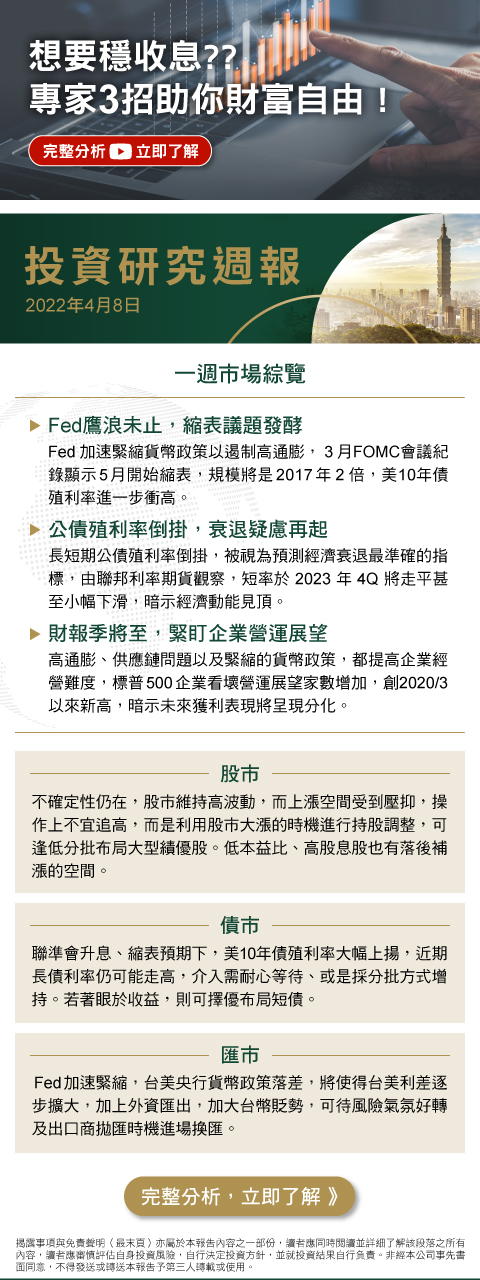 想要穩收息??
專家3招助你財富自由！
完整分析 立即了解
投資研究週報
2022年4月8日
一週市場綜覽
Fed鷹浪未止，縮表議題發酵
Fed 加速緊縮貨幣政策以遏制高通膨， 3 月FOMC會議紀
錄顯示 5 月開始縮表，規模將是 2017 年 2 倍，美10年債
殖利率進一步衝高。
公債殖利率倒掛，衰退疑慮再起
長短期公債殖利率倒掛，被視為預測經濟衰退最準確的指
標，由聯邦利率期貨觀察，短率於 2023 年 4Q 將走平甚
至小幅下滑，暗示經濟動能見頂。
財報季將至，緊盯企業營運展望
高通膨、供應鏈問題以及緊縮的貨幣政策，都提高企業經
營難度，標普 500 企業看壞營運展望家數增加，創2020/3
以來新高，暗示未來獲利表現將呈現分化。
股市
不確定性仍在，股市維持高波動，而上漲空間受到壓抑，操
作上不宜追高，而是利用股市大漲的時機進行持股調整，可
逢低分批布局大型績優股。低本益比、高股息股也有落後補
漲的空間。
債市
聯準會升息、縮表預期下，美10年債殖利率大幅上揚，近期
長債利率仍可能走高，介入需耐心等待、或是採分批方式增
持。若著眼於收益，則可擇優布局短債。
匯市
Fed 加速緊縮，台美央行貨幣政策落差，將使得台美利差逐
步擴大，加上外資匯出，加大台幣貶勢，可待風險氣氛好轉
及出口商拋匯時機進場換匯。
完整分析，立即了解 》
揭露事項與免責聲明（最末頁）亦屬於本報告內容之一部份，讀者應同時閱讀並詳細了解該段落之所有
內容，讀者應審慎評估自身投資風險，自行決定投資方針，並就投資結果自行負責。非經本公司事先書
面同意，不得發送或轉送本報告予第三人轉載或使用。